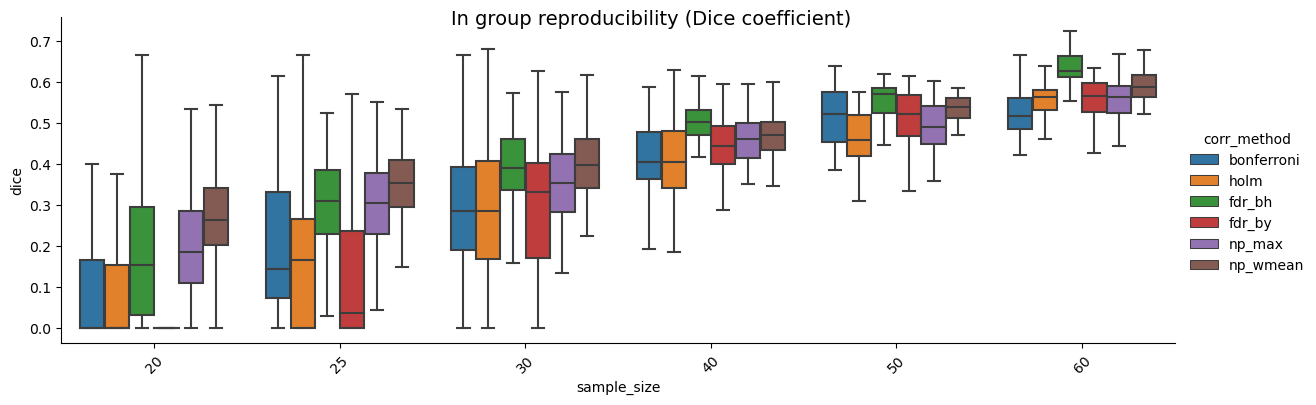 In group reproducibility (Dice coefficient)
0.7
0.6
0.5
0.4
0.3
0.2
0.1
0.0
dice
20
25
30
40
50
60
sample_size
corr_method
bonferroni
holm
fdr_bh
fdr_by
np_max
np_wmean